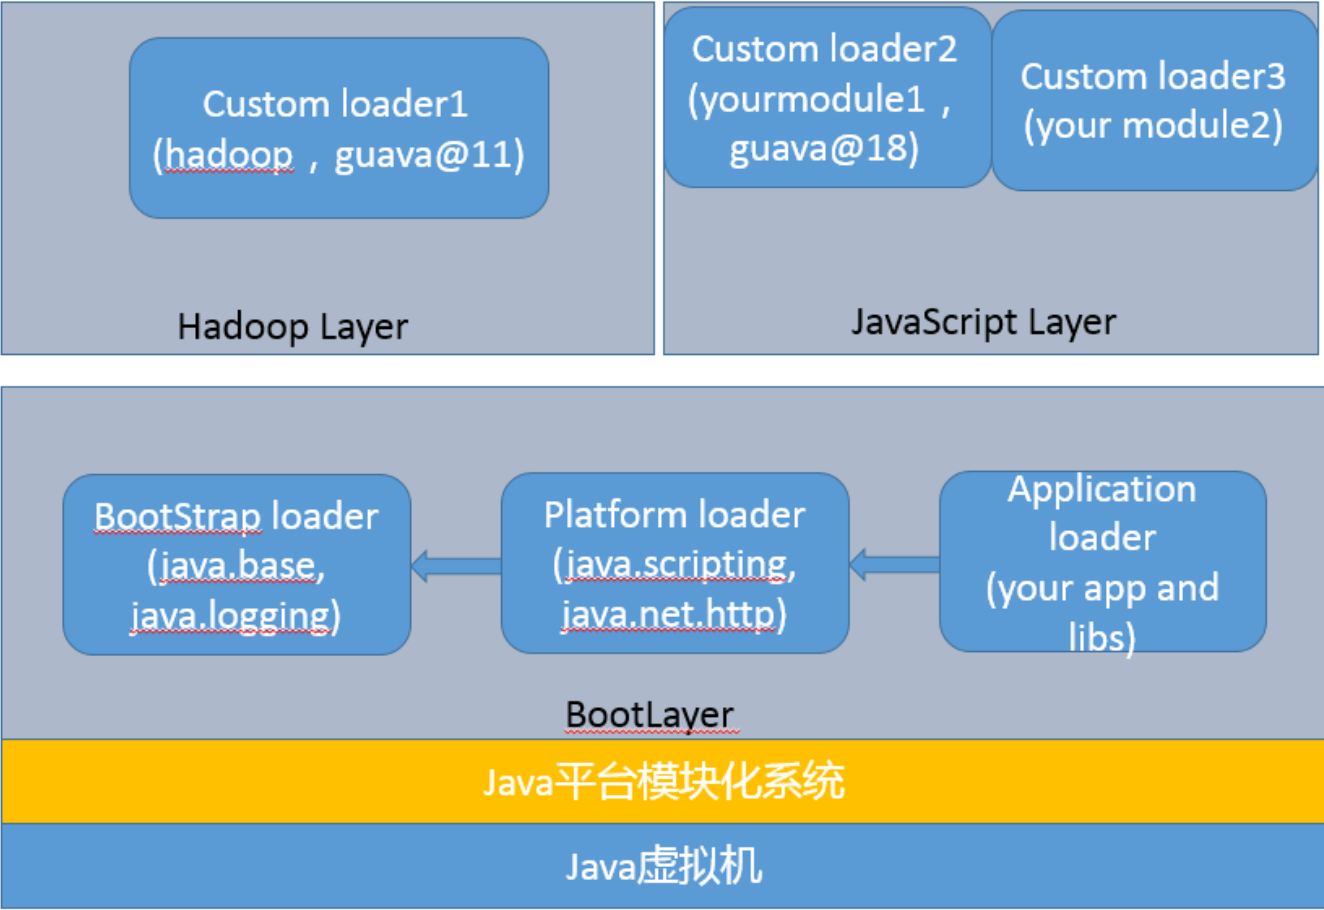 Custom loader1
(hadoop，guava@11)
Hadoop Layer
Custom loader2
(yourmodule1，
guava@18)
Custom loader3
(your module2)
JavaScript Layer
BootStrap loader
(java.base,
java.logging)
Platform loader
(java.scripting,
java.net.http)
Application
loader
(your app and
libs)
BootLayer
Java平台模块化系统
Java虚拟机